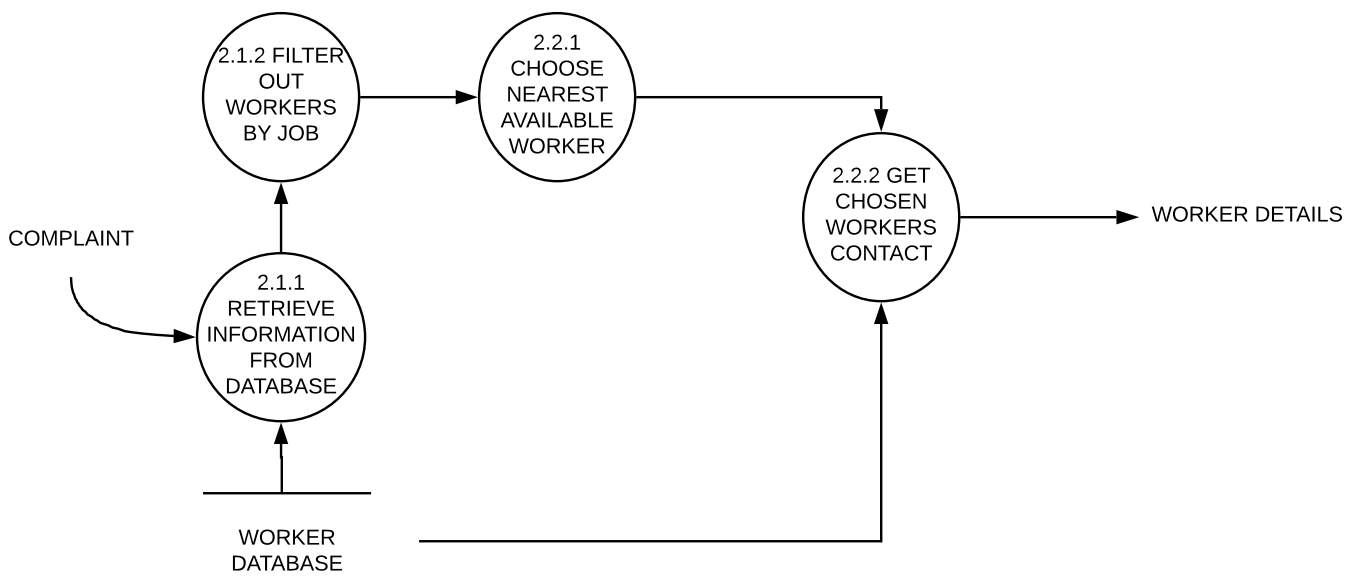 2.1.2 FILTER
OUT
WORKERS
BY JOB
2.2.1
CHOOSE
NEAREST
AVAILABLE
WORKER
2.2.2 GET
CHOSEN
WORKERS
CONTACT
WORKER DETAILS
COMPLAINT
2.1.1
RETRIEVE
INFORMATION
FROM
DATABASE
WORKER
DATABASE